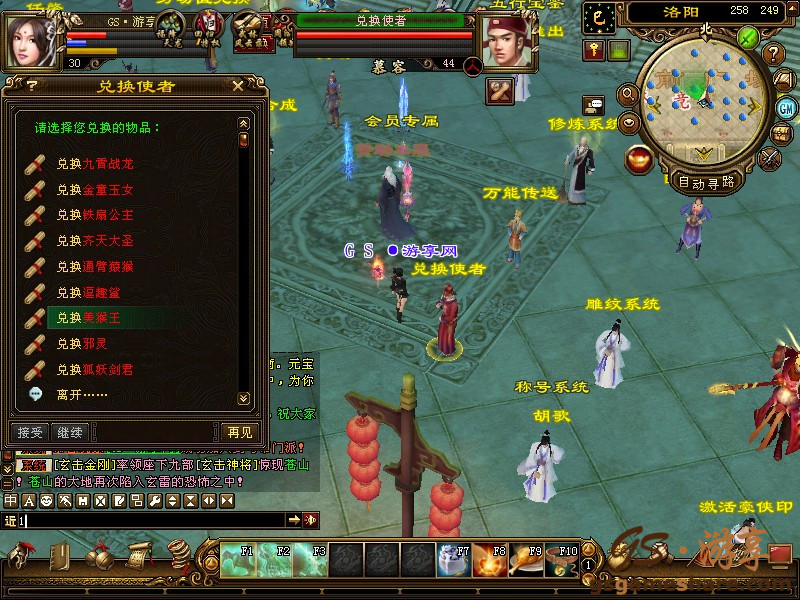 GS·游享
30
兑换使者
慕容
44
洛阳
258 249
北
GM
自动寻路
? 兑换使者
请选择您兑换的物品：
兑换九霄战龙
兑换金童玉女
兑换铁扇公主
兑换齐天大圣
兑换通臂猿猴
兑换逗趣鲨
兑换美猴王
兑换邪灵
兑换狐妖剑君
离开……
接受
继续
再见
会员专属
修炼系统
万能传送
GS●游享网
兑换使者
雕纹系统
称号系统
胡歌
激活豪侠印
。元宝
，为你
，祝大家
门派！
[玄击金刚]率领座下九部[玄击神将]惊现苍山
！苍山的大地再次陷入玄雷的恐怖之中！
近1
F1 F2 F3 F7 F8 F9 F10
1
GS·游享